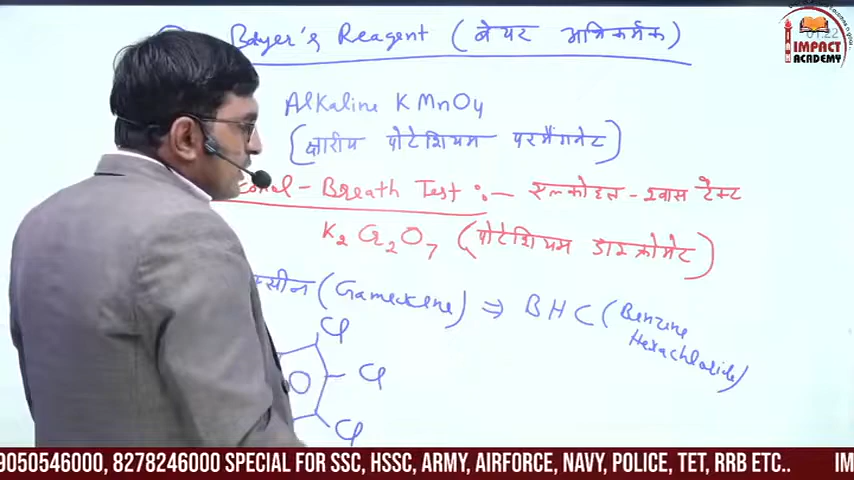 Bayer's Reagent (बेयर अभिकर्मक)
Alkaline KMnO4
(क्षारीय पोटेशियम परमैंगनेट)
- Breath Test :- एल्कोहल - श्वास टेस्ट
K2Cr2O7 (पोटेशियम डाइक्रोमेट)
(Gamexene) ⇒ BHC (Benzine
Hexachloride)
Cl
Cl
Cl
IMPACT
ACADEMY
9050546000, 8278246000 SPECIAL FOR SSC, HSSC, ARMY, AIRFORCE, NAVY, POLICE, TET, RRB ETC.. IM